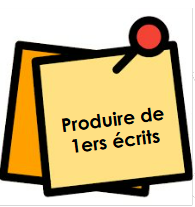 Produire de
1ers écrits